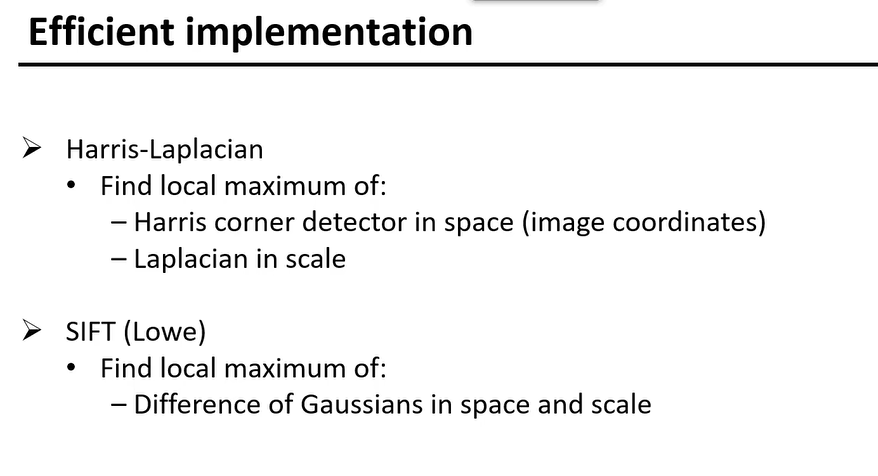 Efficient implementation
➢ Harris-Laplacian
• Find local maximum of:
– Harris corner detector in space (image coordinates)
– Laplacian in scale
➢ SIFT (Lowe)
• Find local maximum of:
– Difference of Gaussians in space and scale